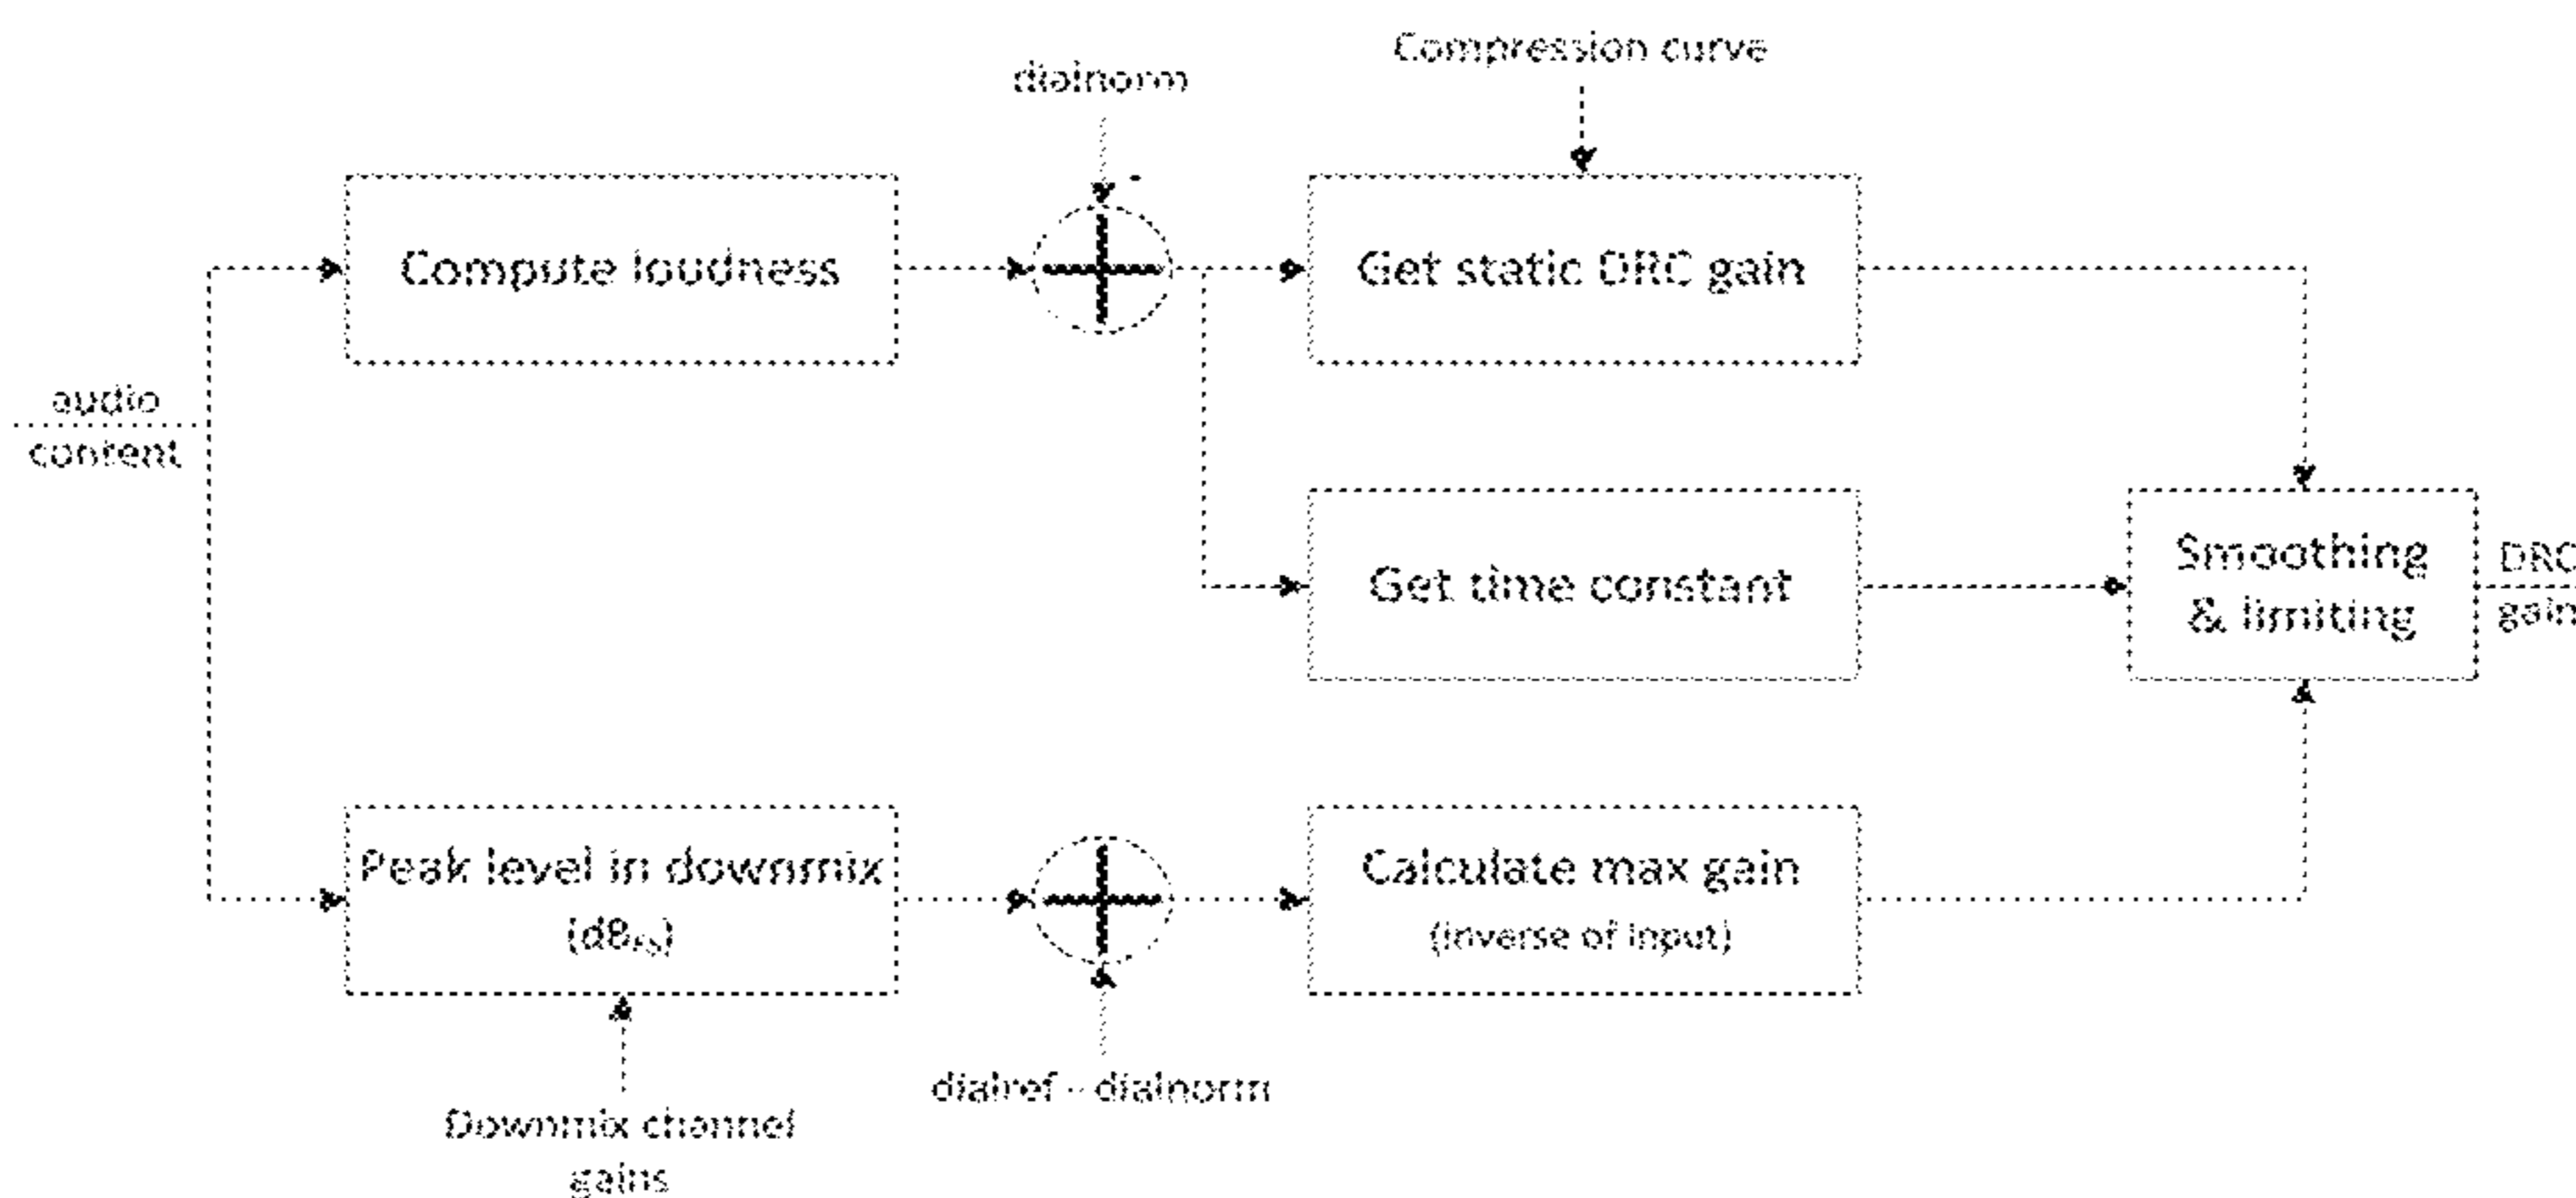 Compression curve
dialnorm
-
Compute loudness
Get static DRC gain
audio
content
Get time constant
Smoothing
& limiting
DRC
gain
Peak level in downmix
(dBFS)
Calculate max gain
(inverse of input)
dialref - dialnorm
Downmix channel
gains